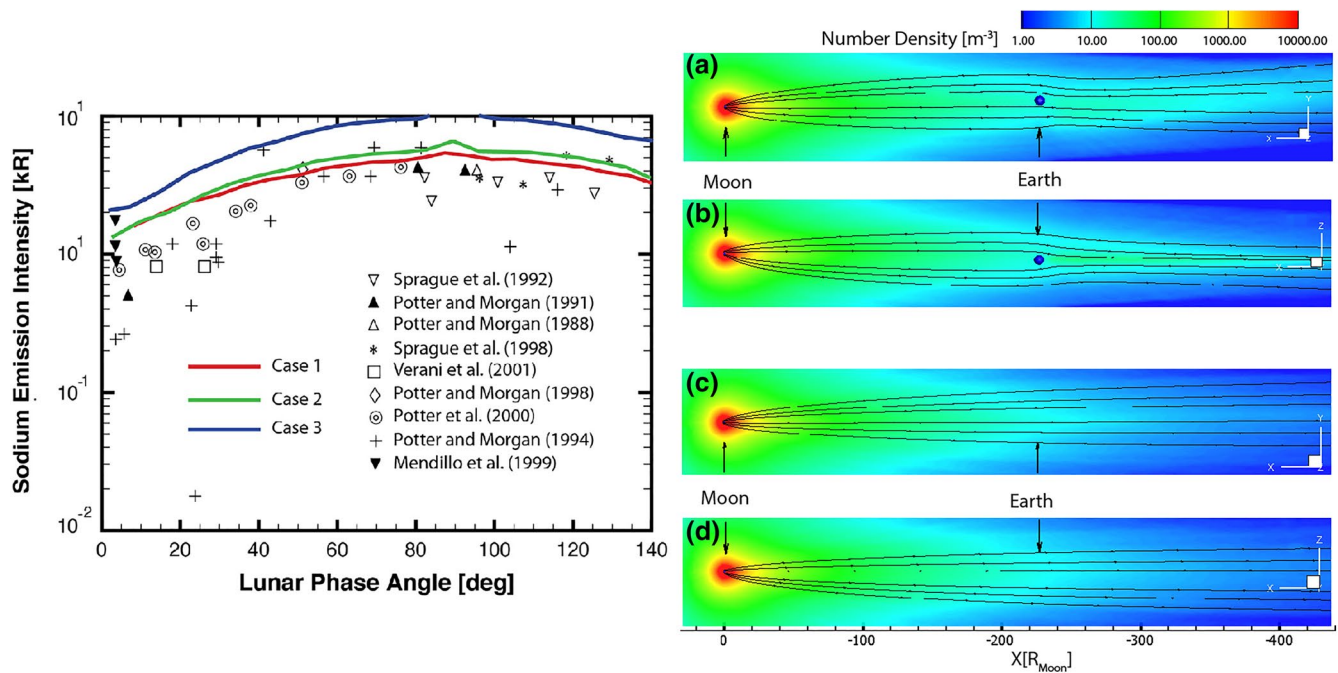 Sodium Emission Intensity [kR]
10^1
10^1
10^-1
10^-2
0 20 40 60 80 100 120 140
Lunar Phase Angle [deg]
Case 1
Case 2
Case 3
Sprague et al. (1992)
Potter and Morgan (1991)
Potter and Morgan (1988)
Sprague et al. (1998)
Verani et al. (2001)
Potter and Morgan (1998)
Potter et al. (2000)
Potter and Morgan (1994)
Mendillo et al. (1999)
Number Density [m⁻³]
1.00 10.00 100.00 1000.00 10000.00
(a)
Y
X Z
Moon Earth
(b)
Z
X
(c)
Y
X Z
Moon Earth
(d)
Z
X
0 -100 -200 -300 -400
X[R_Moon]